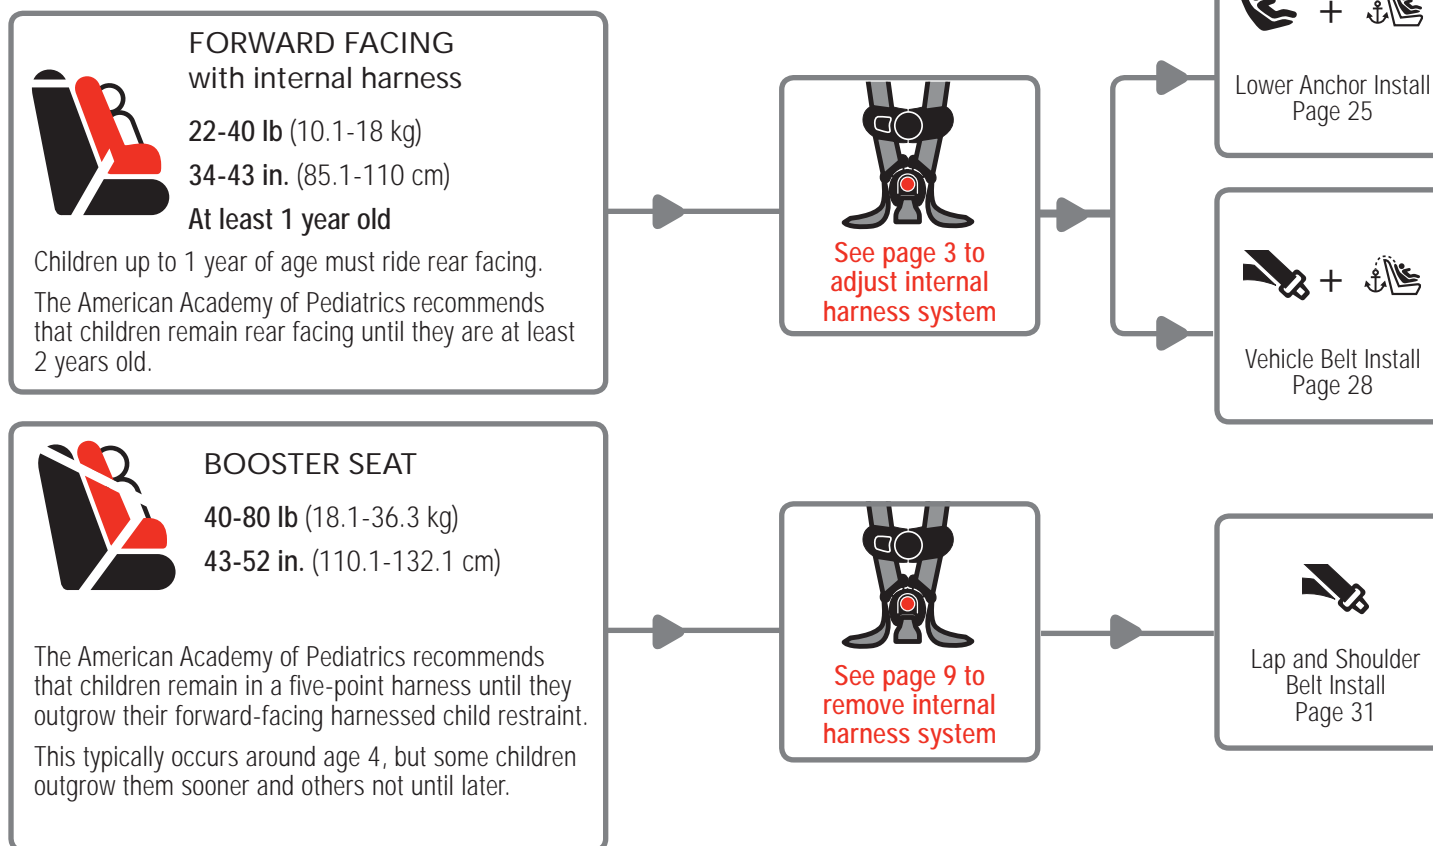 FORWARD FACING
with internal harness
22-40 lb (10.1-18 kg)
34-43 in. (85.1-110 cm)
At least 1 year old
Children up to 1 year of age must ride rear facing.
The American Academy of Pediatrics recommends
that children remain rear facing until they are at least
2 years old.
See page 3 to
adjust internal
harness system
+
Lower Anchor Install
Page 25
+
Vehicle Belt Install
Page 28
BOOSTER SEAT
40-80 lb (18.1-36.3 kg)
43-52 in. (110.1-132.1 cm)
The American Academy of Pediatrics recommends
that children remain in a five-point harness until they
outgrow their forward-facing harnessed child restraint.
This typically occurs around age 4, but some children
outgrow them sooner and others not until later.
See page 9 to
remove internal
harness system
Lap and Shoulder
Belt Install
Page 31